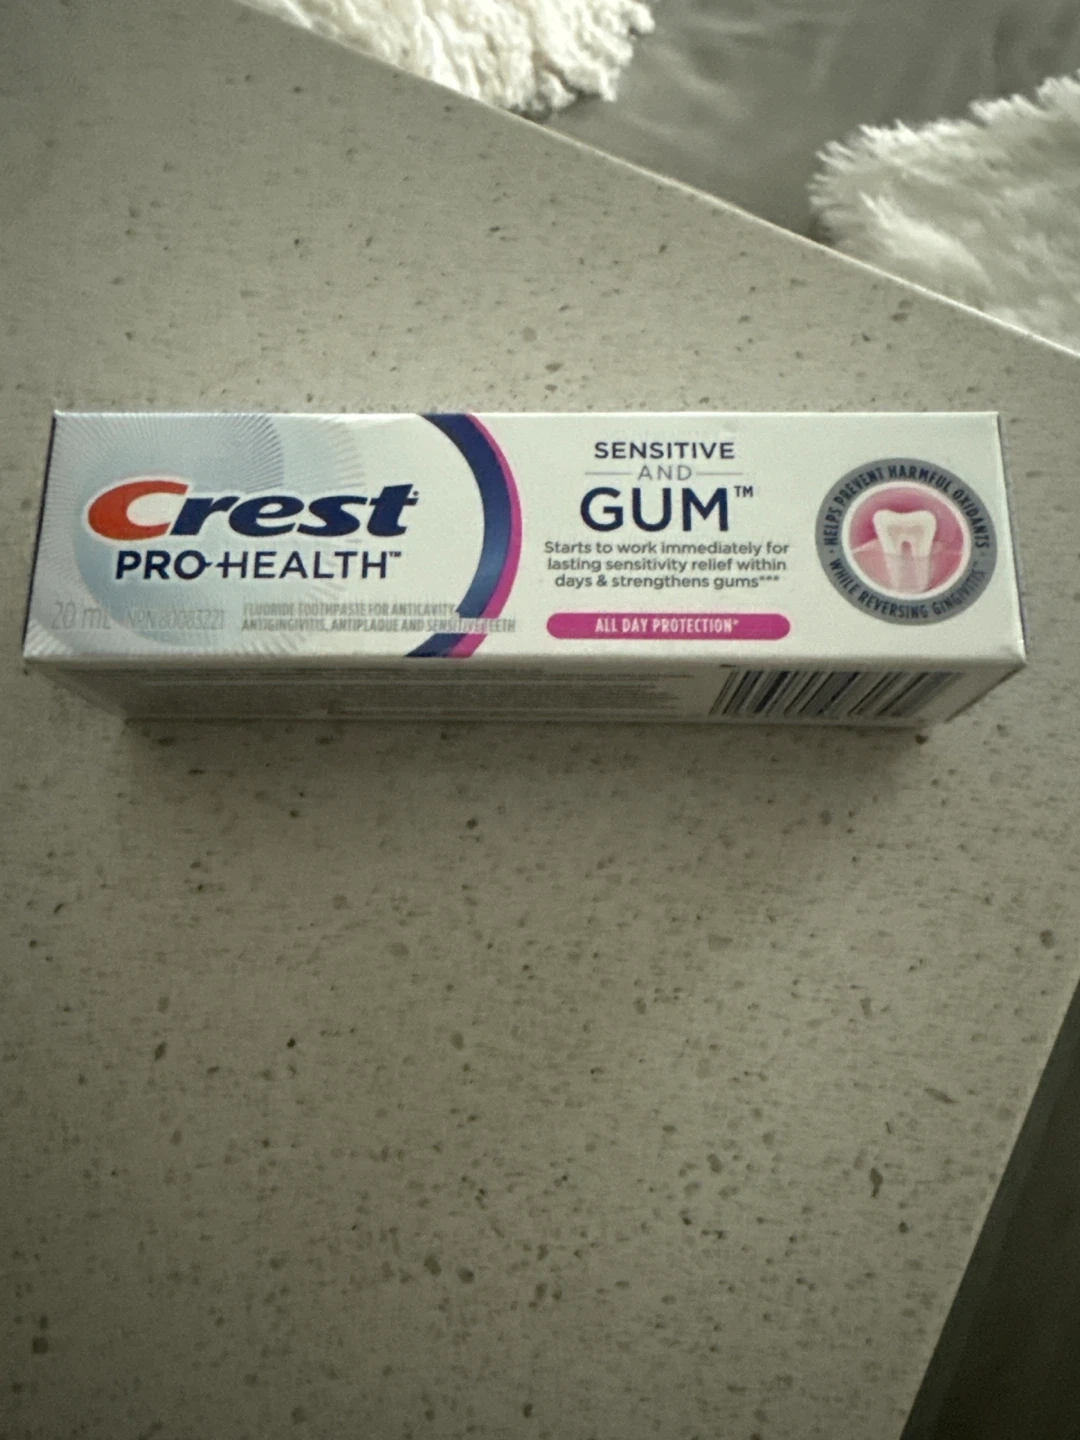 Crest
PRO-HEALTH™
20 mL NPN 80083221
FLUORIDE TOOTHPASTE FOR ANTICAVITY,
ANTIGINGIVITIS, ANTIPLAQUE AND SENSITIVE TEETH
SENSITIVE
AND
GUM™
Starts to work immediately for
lasting sensitivity relief within
days & strengthens gums***
ALL DAY PROTECTION*
· HELPS PREVENT HARMFUL OXIDANTS ·
WHILE REVERSING GINGIVITIS**